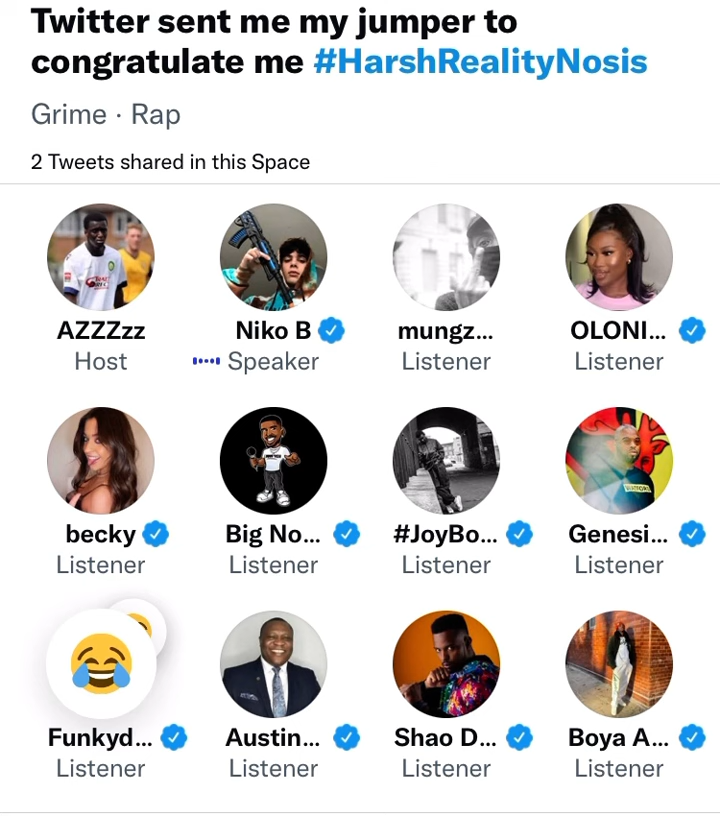 Twitter sent me my jumper to
congratulate me #HarshRealityNosis
Grime · Rap
2 Tweets shared in this Space
AZZZzz
Host
Niko B
Speaker
mungz...
Listener
OLONI...
Listener
becky
Listener
Big No...
Listener
#JoyBo...
Listener
Genesi...
Listener
Funkyd...
Listener
Austin...
Listener
Shao D...
Listener
Boya A...
Listener